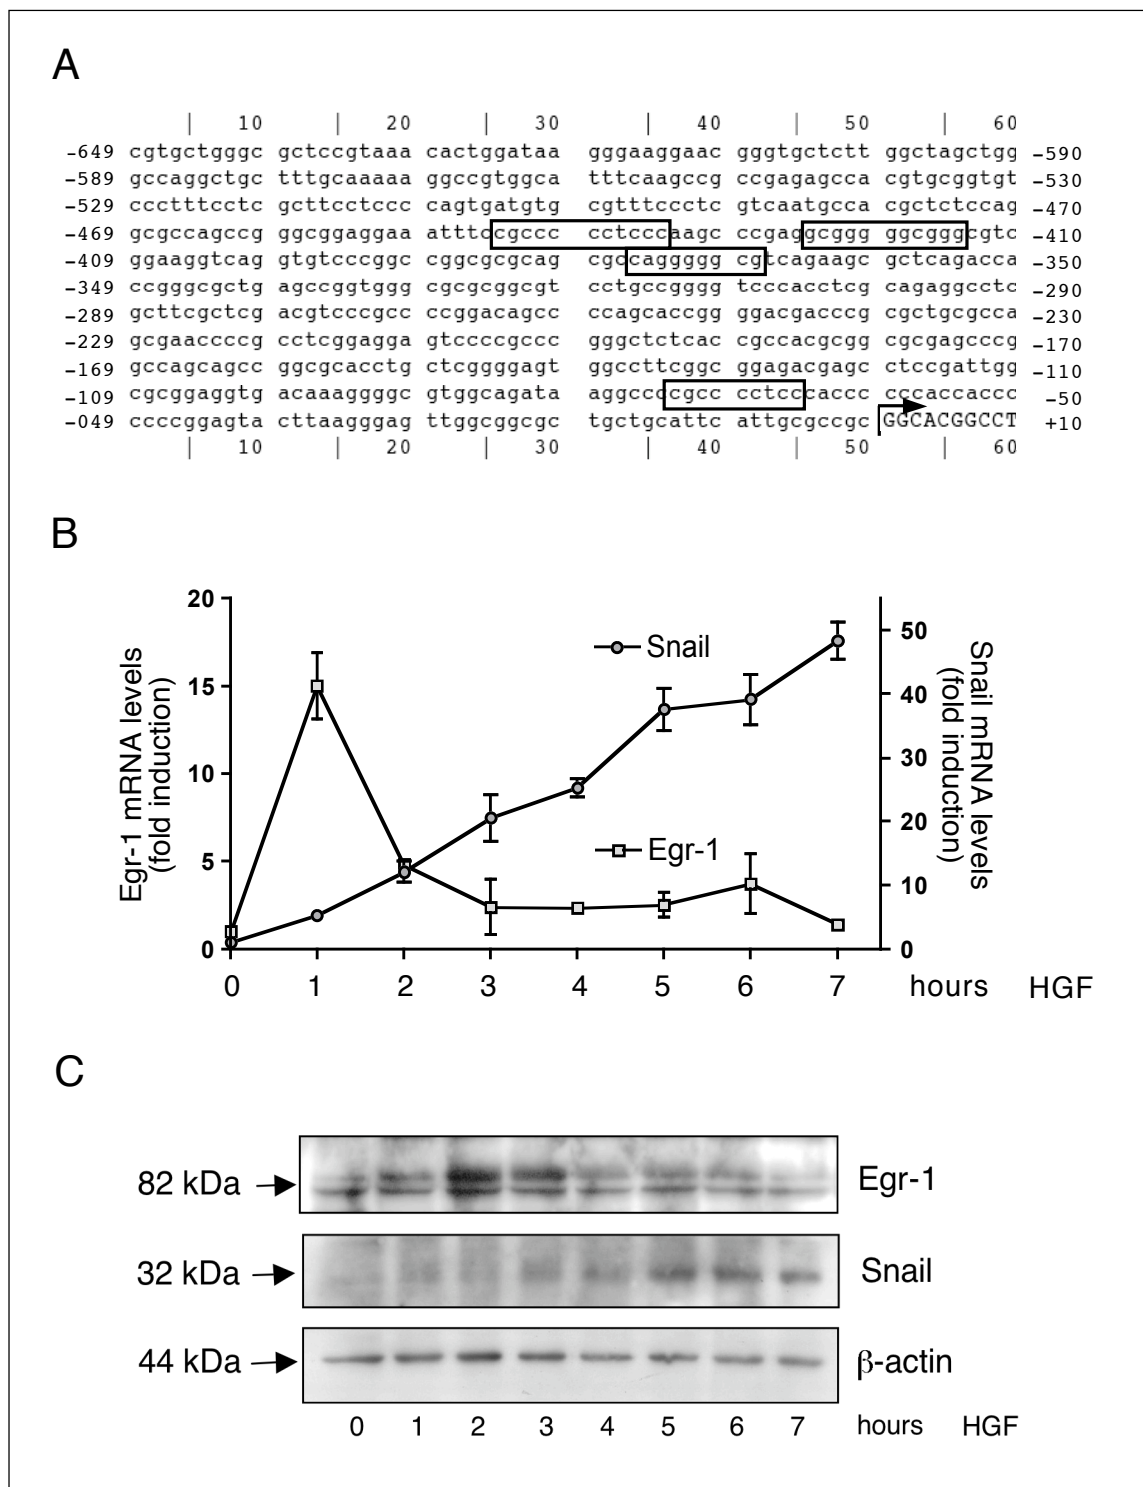 A
| 10 | 20 | 30 | 40 | 50 | 60
-649 cgtgctgggc gctccgtaaa cactggataa gggaaggaac gggtgctctt ggctagctgg -590
-589 gccaggctgc tttgcaaaaa ggccgtggca tttcaagccg ccgagagcca cgtgcggtgt -530
-529 ccctttcctc gcttcctccc cagtgatgtg cgtttccctc gtcaatgcca cgctctccag -470
-469 gcgcagccgg ggcggaggaa atttccgccc cctcccaagc ccgaggcggg ggcgggcgtc -410
-409 ggaaggtcag gtgtcccggc cggcgcgcag cgccaggggg cgtcagaagc gctcagacca -350
-349 ccgggcgctg agccggtggg cgcgcggcgt cctgccgggg tcccacctcg cagaggcctc -290
-289 gcttcgctcg acgtcccgcc ccggacagcc cccagcaccgg ggacgacccg cgctgcgcca -230
-229 gcgaaccccg cctcggagga gtccccgccc gggctctcac cgccacgcgg cgcgagcccg -170
-169 ccagcagccc ggcgcacctg ctcggggagt ggccttcggc ggagacgagc ctccgattgg -110
-109 cgcggaggtg acaaaggggc gtggcagata aggcccgccc cctcccaccc cccaccaccc -50
-049 ccccggagta cttaagggag ttggcggcgc tgctgcattc attgcgccgc GGCACGGCCT +10
| 10 | 20 | 30 | 40 | 50 | 60
B
Egr-1 mRNA levels
(fold induction)
20
15
10
5
0
Snail
Egr-1
50
40
30
20
10
0
Snail mRNA levels
(fold induction)
0 1 2 3 4 5 6 7 hours HGF
C
82 kDa Egr-1
32 kDa Snail
44 kDa β-actin
0 1 2 3 4 5 6 7 hours HGF